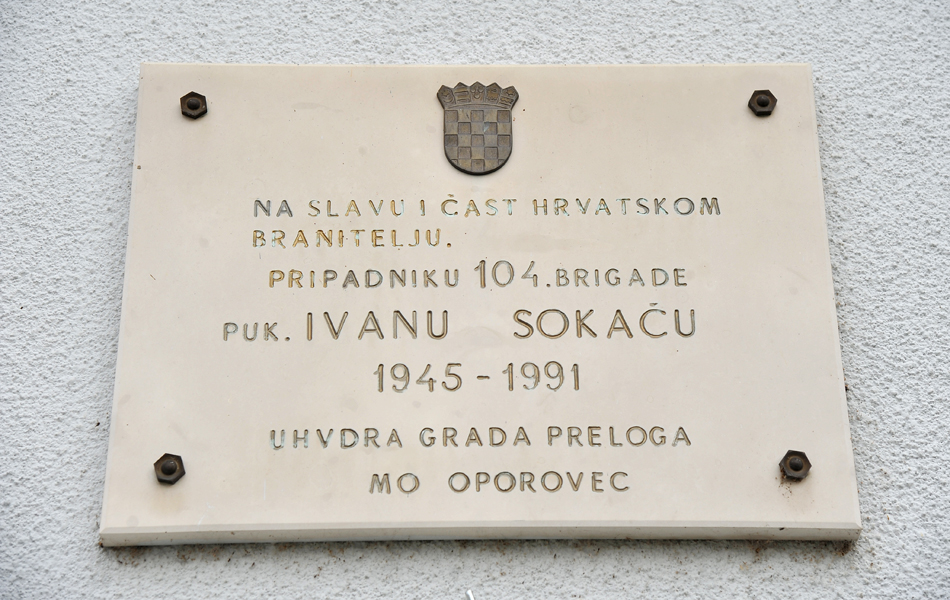 NA SLAVU I ČAST HRVATSKOM
BRANITELJU.
PRIPADNIKU 104.BRIGADE
PUK. IVANU SOKAČU
1945-1991
UHVDRA GRADA PRELOGA
MO OPOROVEC